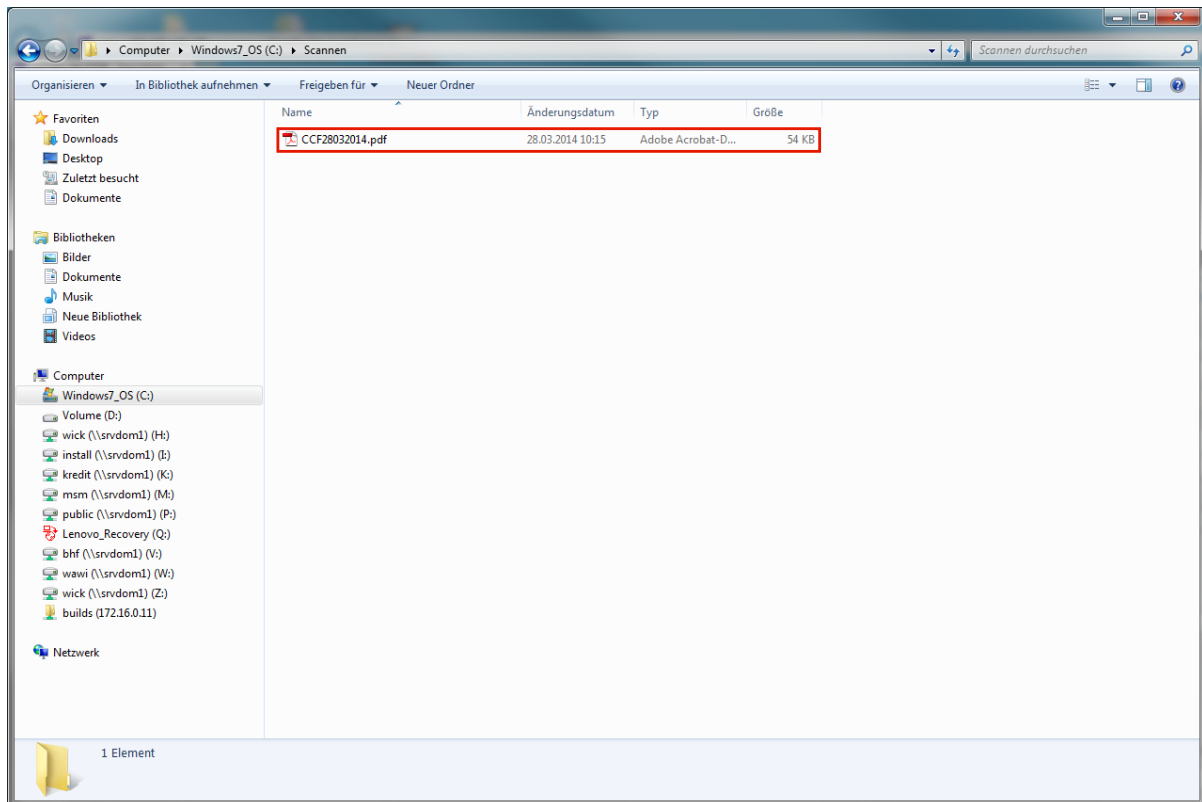 Computer ▸ Windows7_OS (C:) ▸ Scannen
Scannen durchsuchen
Organisieren In Bibliothek aufnehmen Freigeben für Neuer Ordner
Name Änderungsdatum Typ Größe
CCF28032014.pdf 28.03.2014 10:15 Adobe Acrobat-D... 54 KB
Favoriten
Downloads
Desktop
Zuletzt besucht
Dokumente
Bibliotheken
Bilder
Dokumente
Musik
Neue Bibliothek
Videos
Computer
Windows7_OS (C:)
Volume (D:)
wick (\\srvdom1) (H:)
install (\\srvdom1) (I:)
kredit (\\srvdom1) (K:)
msm (\\srvdom1) (M:)
public (\\srvdom1) (P:)
Lenovo_Recovery (Q:)
bhf (\\srvdom1) (V:)
wawi (\\srvdom1) (W:)
wick (\\srvdom1) (Z:)
builds (172.16.0.11)
Netzwerk
1 Element